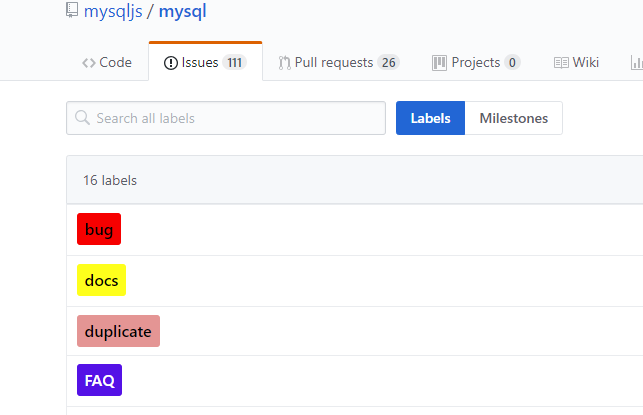 mysqljs / mysql
Code Issues 111 Pull requests 26 Projects 0 Wiki
Search all labels Labels Milestones
16 labels
bug
docs
duplicate
FAQ